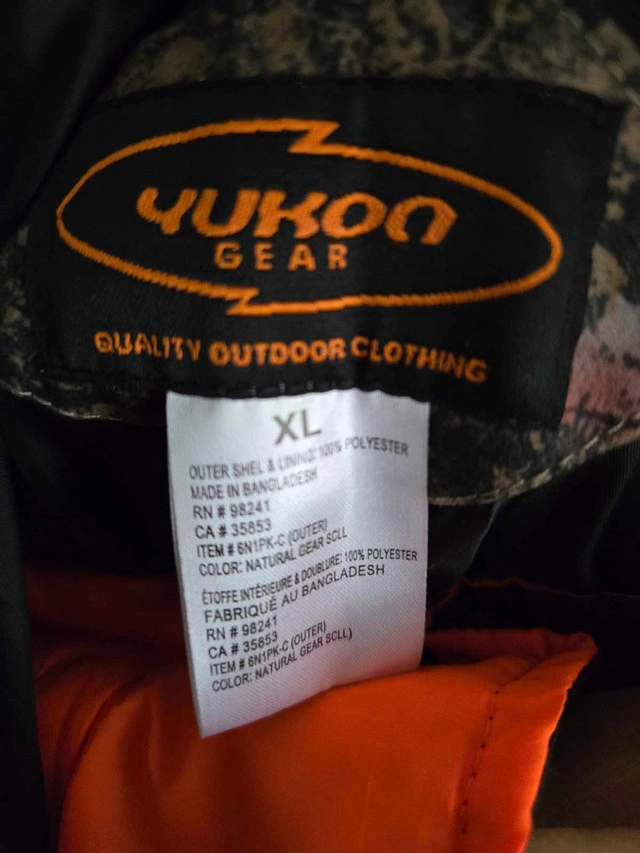 YUKON
GEAR
QUALITY OUTDOOR CLOTHING
XL
OUTER SHEL & LINING: 100% POLYESTER
MADE IN BANGLADESH
RN # 98241
CA # 35853
ITEM # 6N1PK-C (OUTER)
COLOR: NATURAL GEAR SCLL
ÉTOFFE INTÉRIEURE & DOUBLURE: 100% POLYESTER
FABRIQUÉ AU BANGLADESH
RN # 98241
CA # 35853
ITEM # 6N1PK-C (OUTER)
COLOR: NATURAL GEAR SCLL)